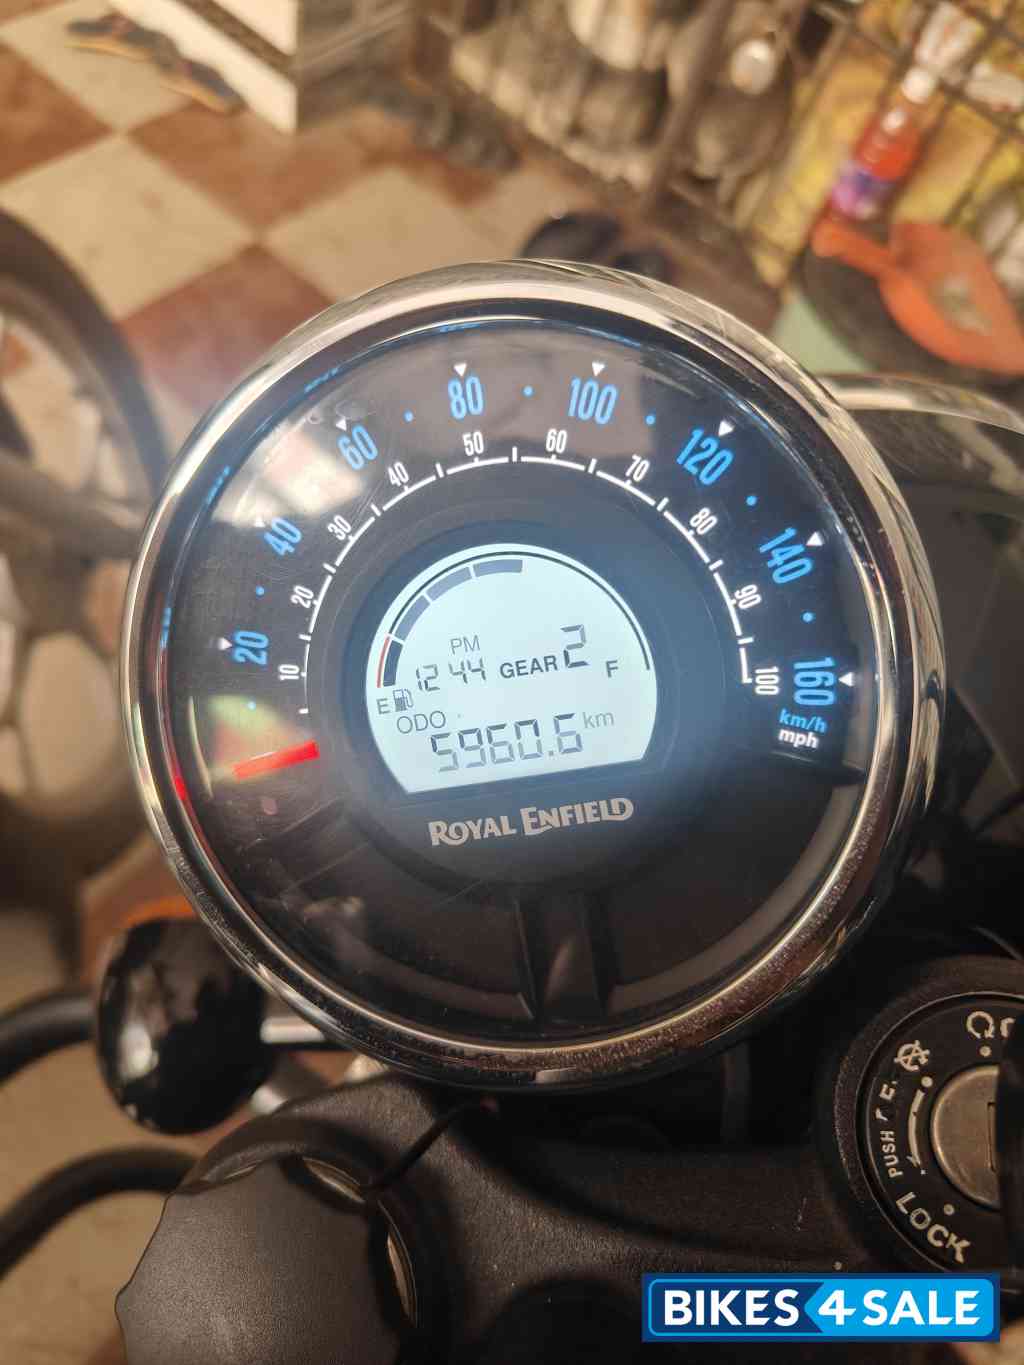 20
40
60
80
100
120
140
160
km/h
mph
10
20
30
40
50
60
70
80
90
100
PM
12 44 GEAR 2
E F
ODO
5960.6 km
ROYAL ENFIELD
PUSH
LOCK
BIKES4SALE